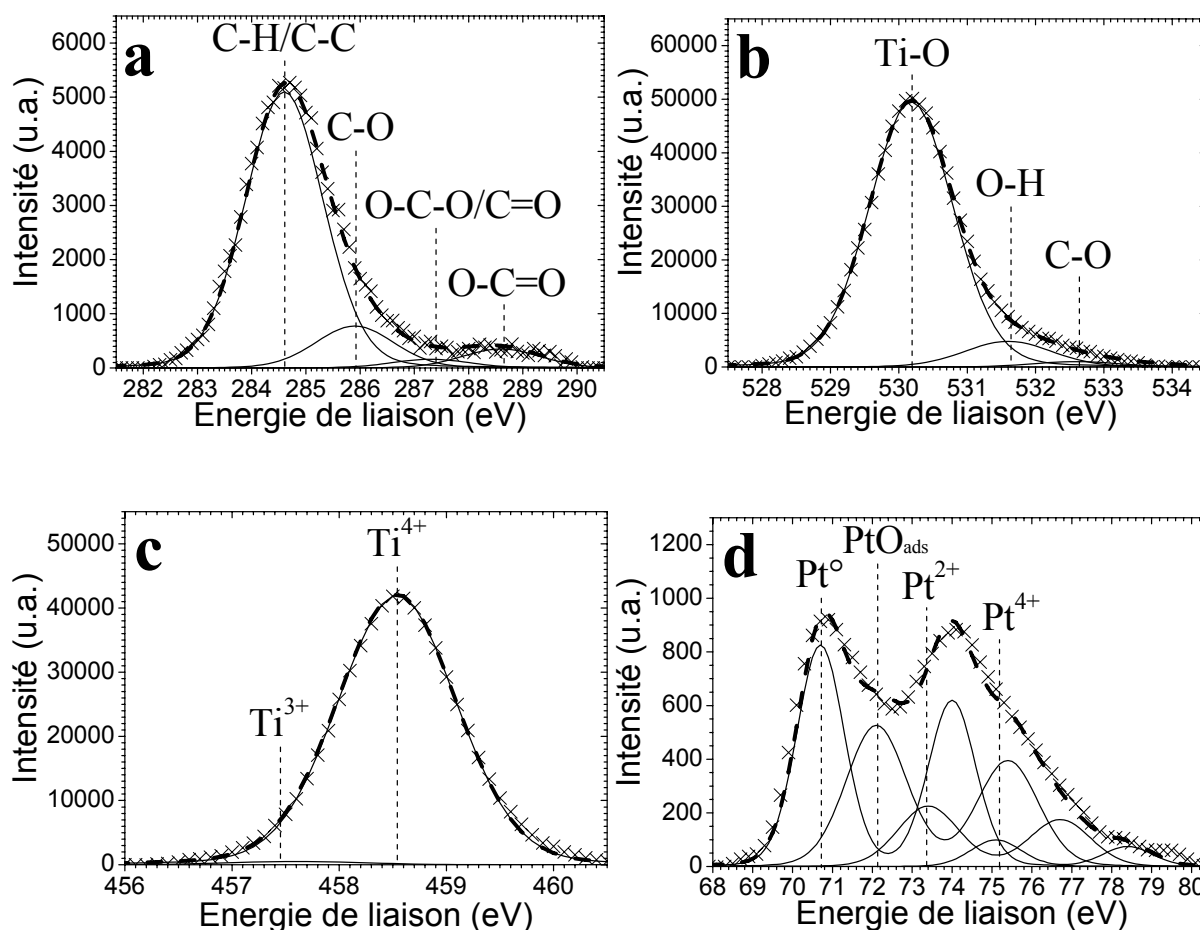 a
C-H/C-C
C-O
O-C-O/C=O
O-C=O
Intensité (u.a.)
6000
5000
4000
3000
2000
1000
0
282 283 284 285 286 287 288 289 290
Energie de liaison (eV)
b
Ti-O
O-H
C-O
Intensité (u.a.)
60000
50000
40000
30000
20000
10000
0
528 529 530 531 532 533 534
Energie de liaison (eV)
c
Ti4+
Ti3+
Intensité (u.a.)
50000
40000
30000
20000
10000
0
456 457 458 459 460
Energie de liaison (eV)
d
Pt°
PtOads
Pt2+
Pt4+
Intensité (u.a.)
1200
1000
800
600
400
200
0
68 69 70 71 72 73 74 75 76 77 78 79 80
Energie de liaison (eV)